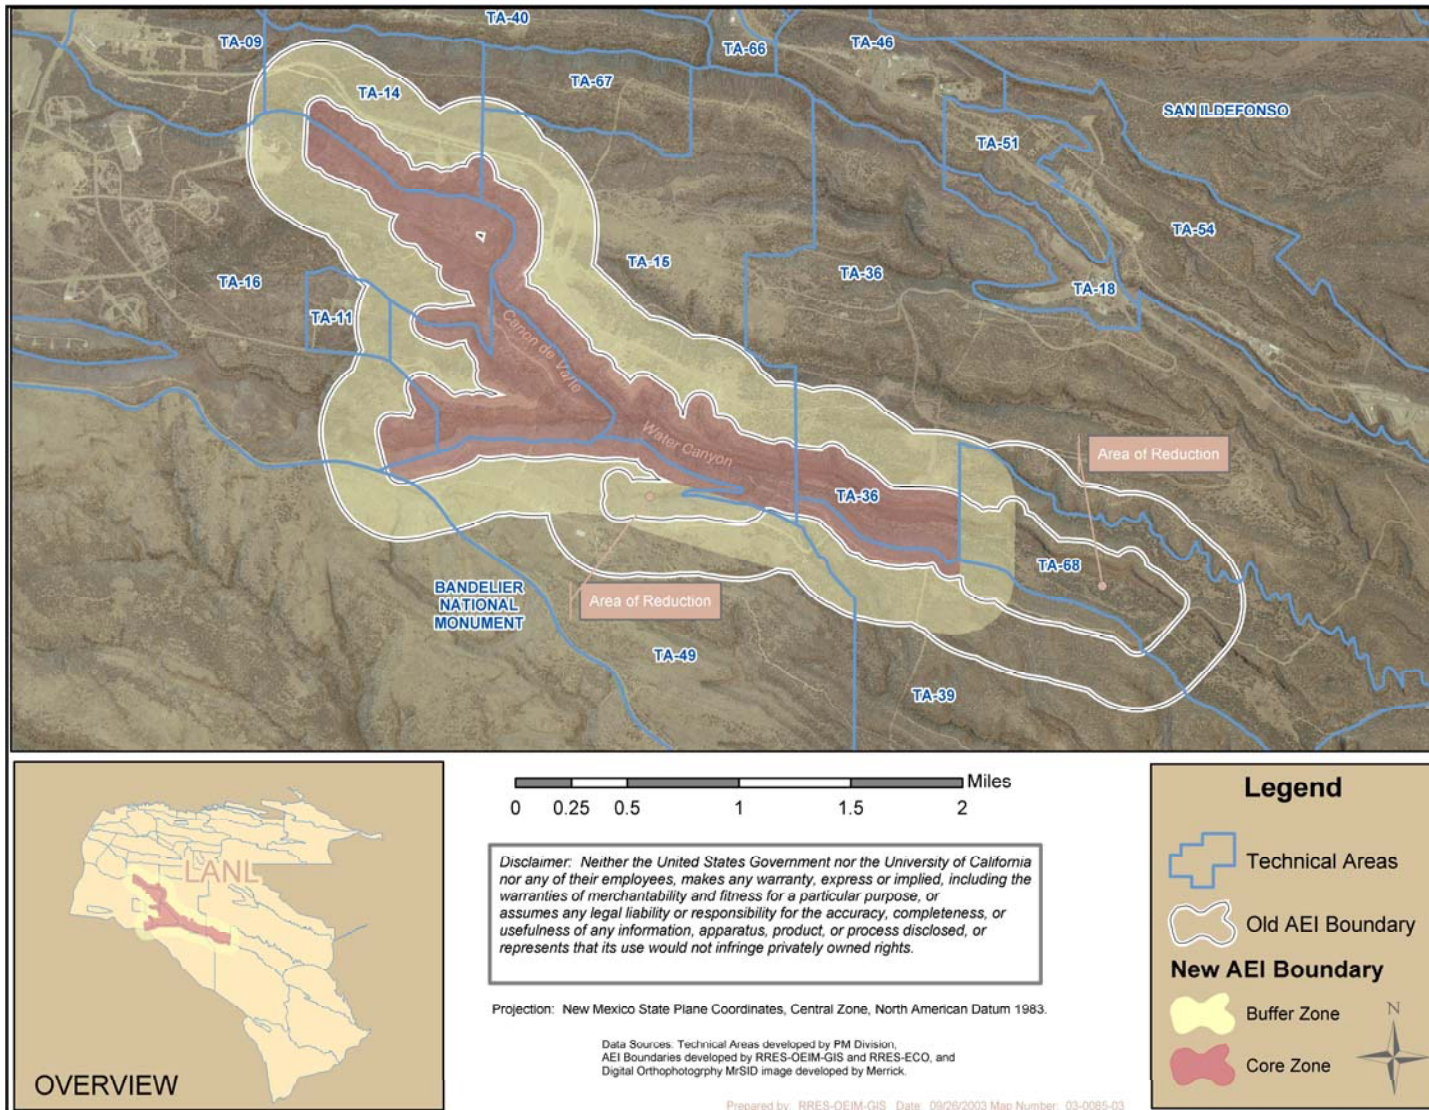 TA-40
TA-09
TA-66
TA-46
TA-67
TA-14
SAN ILDEFONSO
TA-51
TA-54
TA-15
TA-36
TA-16
TA-18
TA-11
Canon de Valle
Water Canyon
Area of Reduction
TA-36
TA-68
Area of Reduction
BANDELIER
NATIONAL
MONUMENT
TA-49
TA-39
LANL
OVERVIEW
Miles
0 0.25 0.5 1 1.5 2
Disclaimer: Neither the United States Government nor the University of California
nor any of their employees, makes any warranty, express or implied, including the
warranties of merchantability and fitness for a particular purpose, or
assumes any legal liability or responsibility for the accuracy, completeness, or
usefulness of any information, apparatus, product, or process disclosed, or
represents that its use would not infringe privately owned rights.
Projection: New Mexico State Plane Coordinates, Central Zone, North American Datum 1983.
Data Sources: Technical Areas developed by PM Division,
AEI Boundaries developed by RRES-OEIM-GIS and RRES-ECO, and
Digital Orthophotogrphy MrSID image developed by Merrick.
Prepared by: RRES-OEIM-GIS Date: 09/26/2003 Map Number: 03-0085-03
Legend
Technical Areas
Old AEI Boundary
New AEI Boundary
Buffer Zone
Core Zone
N